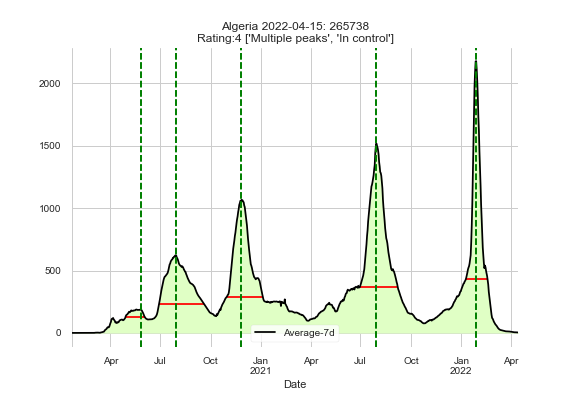 Algeria 2022-04-15: 265738
Rating:4 ['Multiple peaks', 'In control']
2000
1500
1000
500
0
Average-7d
Apr Jul Oct Jan Apr Jul Oct Jan Apr
2021 2022
Date